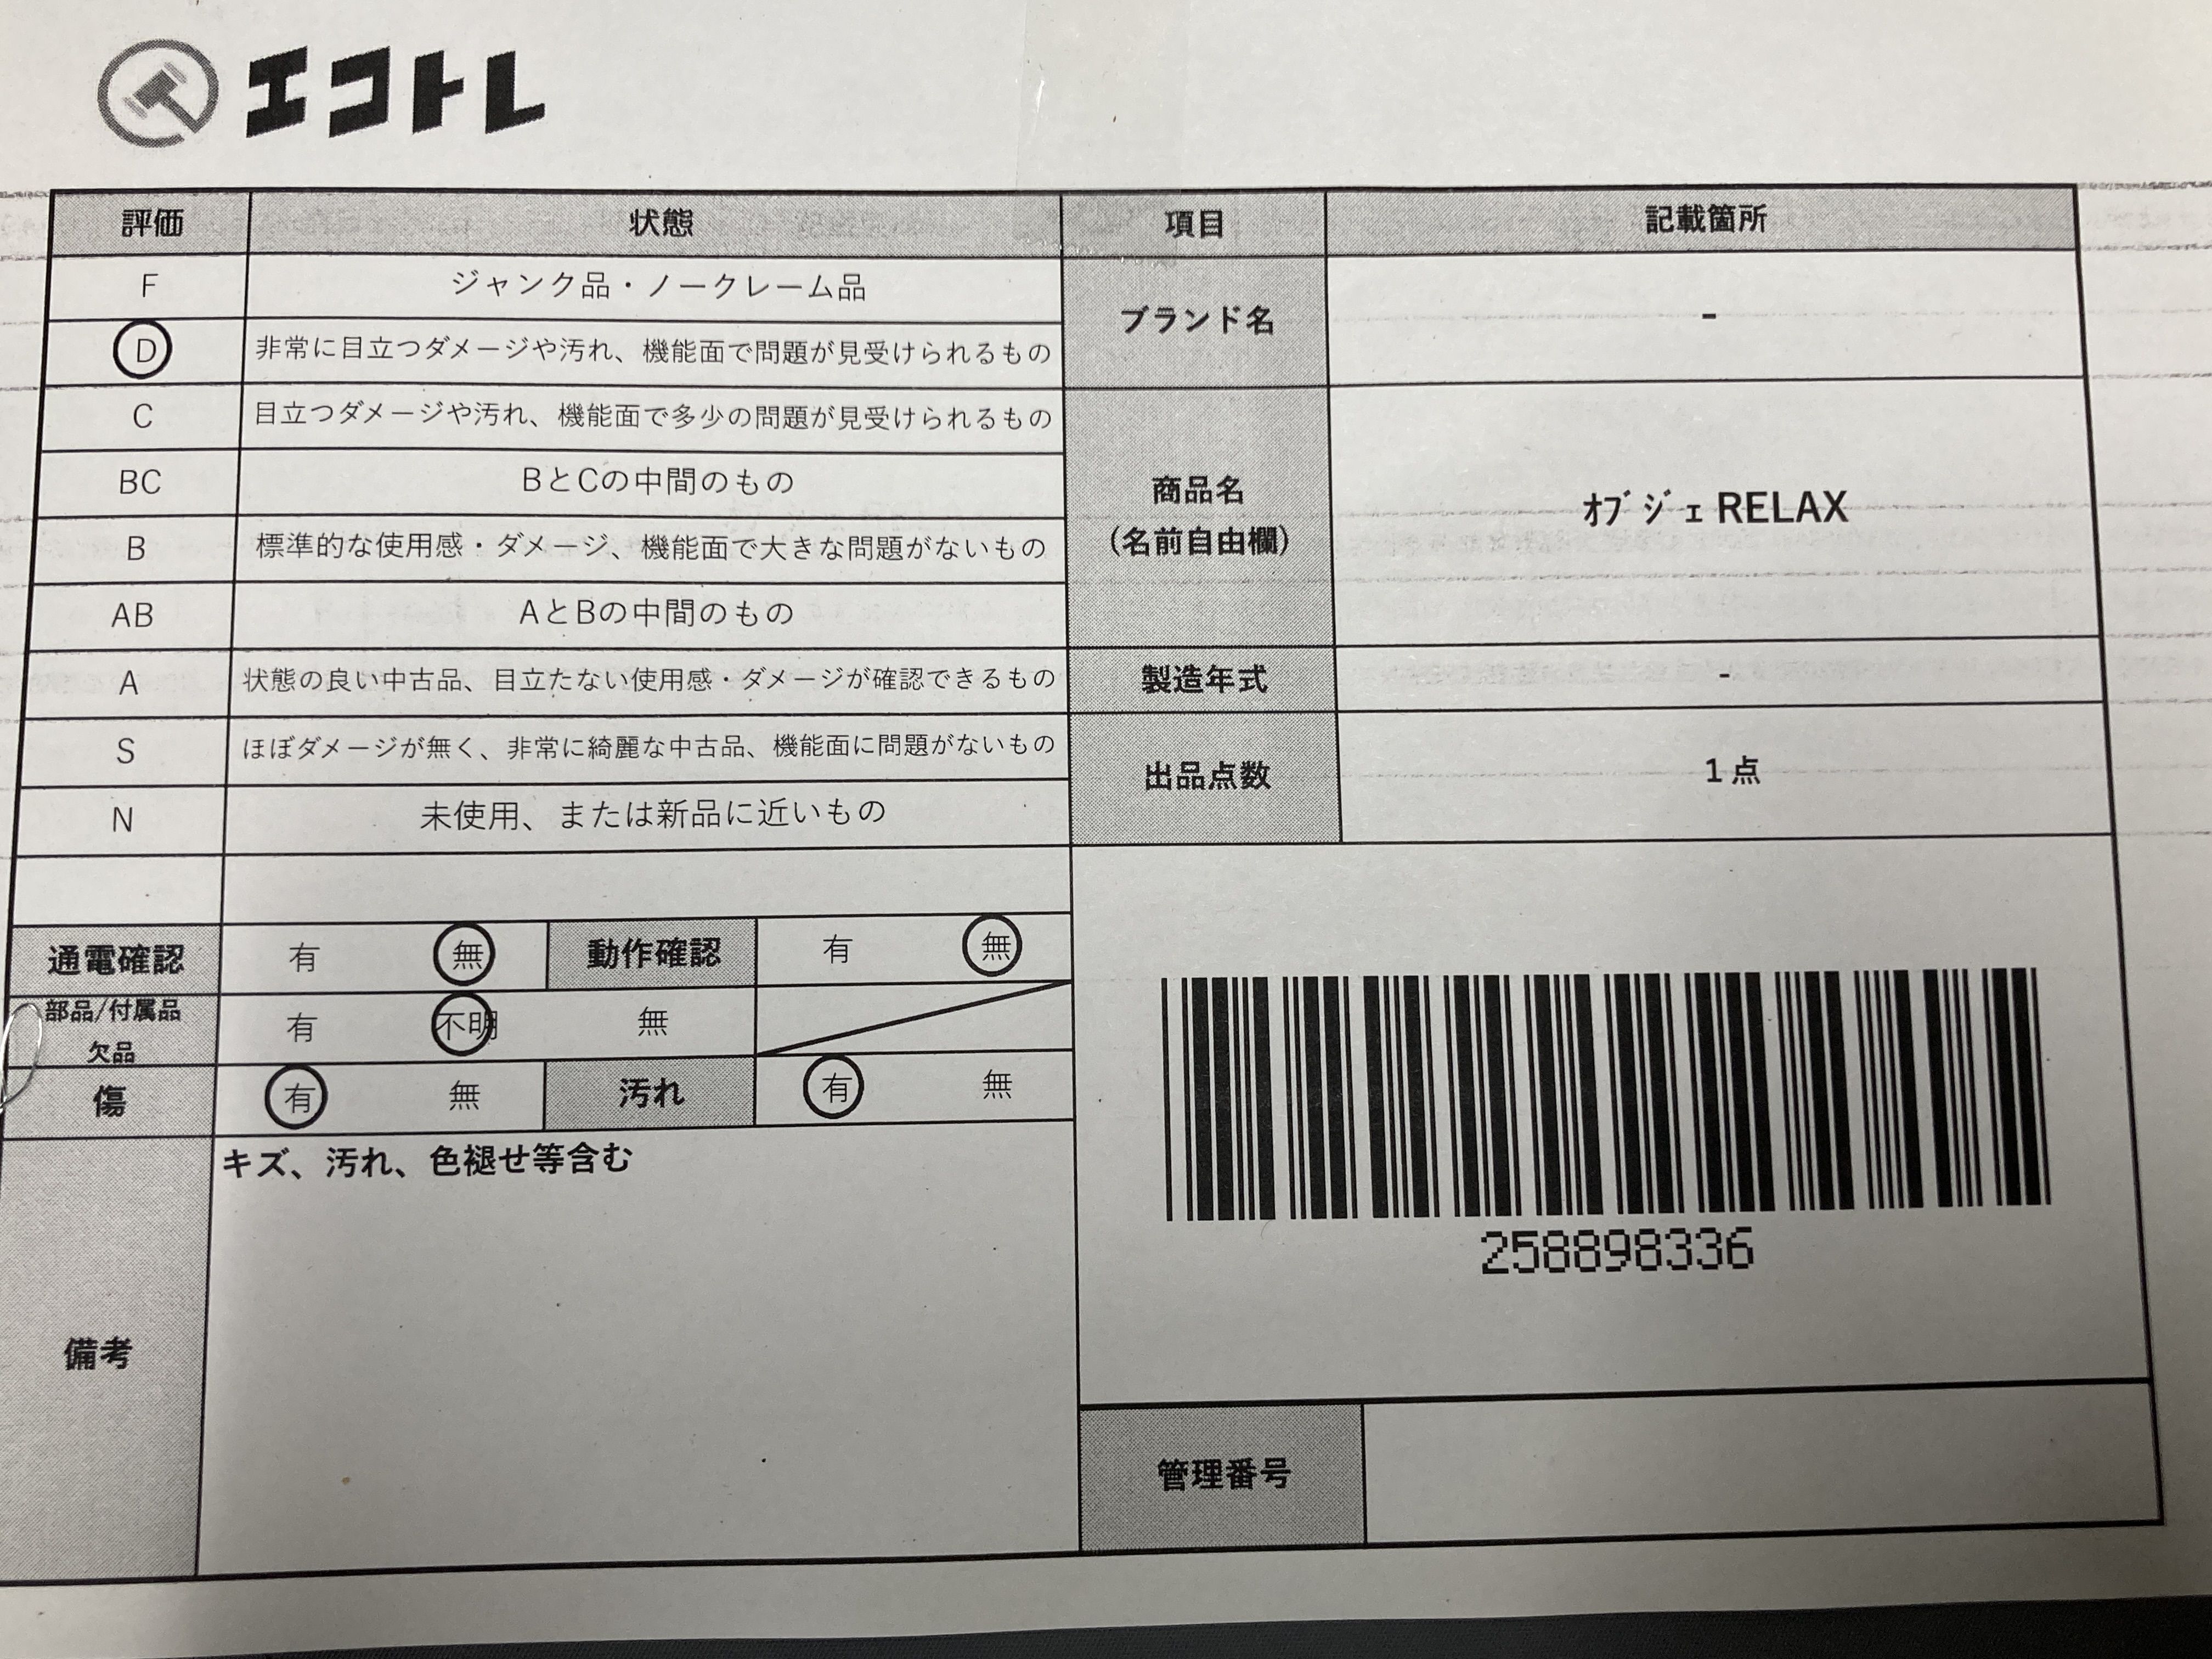 エコトレ
評価 状態 項目 記載箇所
F ジャンク品・ノークレーム品
D 非常に目立つダメージや汚れ、機能面で問題が見受けられるもの
ブランド名 -
C 目立つダメージや汚れ、機能面で多少の問題が見受けられるもの
BC BとCの中間のもの
商品名
(名前自由欄)
ｵﾌﾞｼﾞｪ RELAX
B 標準的な使用感・ダメージ、機能面で大きな問題がないもの
AB AとBの中間のもの
A 状態の良い中古品、目立たない使用感・ダメージが確認できるもの
製造年式 -
S ほぼダメージが無く、非常に綺麗な中古品、機能面に問題がないもの
出品点数 1点
N 未使用、または新品に近いもの
通電確認 有 無 動作確認 有 無
部品/付属品
欠品
有 不明 無
傷 有 無 汚れ 有 無
備考
キズ、汚れ、色褪せ等含む
258898336
管理番号